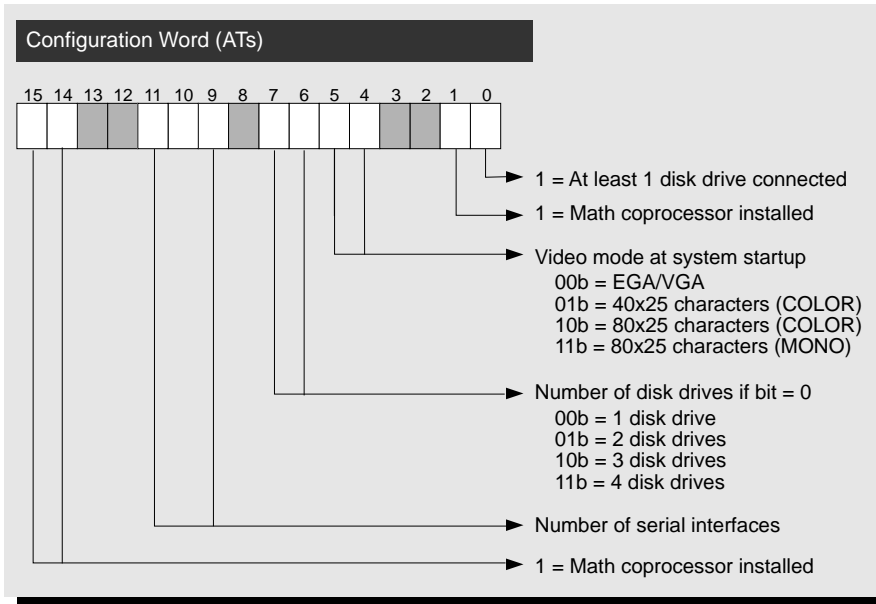 Configuration Word (ATs)
15 14 13 12 11 10 9 8 7 6 5 4 3 2 1 0
1 = At least 1 disk drive connected
1 = Math coprocessor installed
Video mode at system startup
00b = EGA/VGA
01b = 40x25 characters (COLOR)
10b = 80x25 characters (COLOR)
11b = 80x25 characters (MONO)
Number of disk drives if bit = 0
00b = 1 disk drive
01b = 2 disk drives
10b = 3 disk drives
11b = 4 disk drives
Number of serial interfaces
1 = Math coprocessor installed